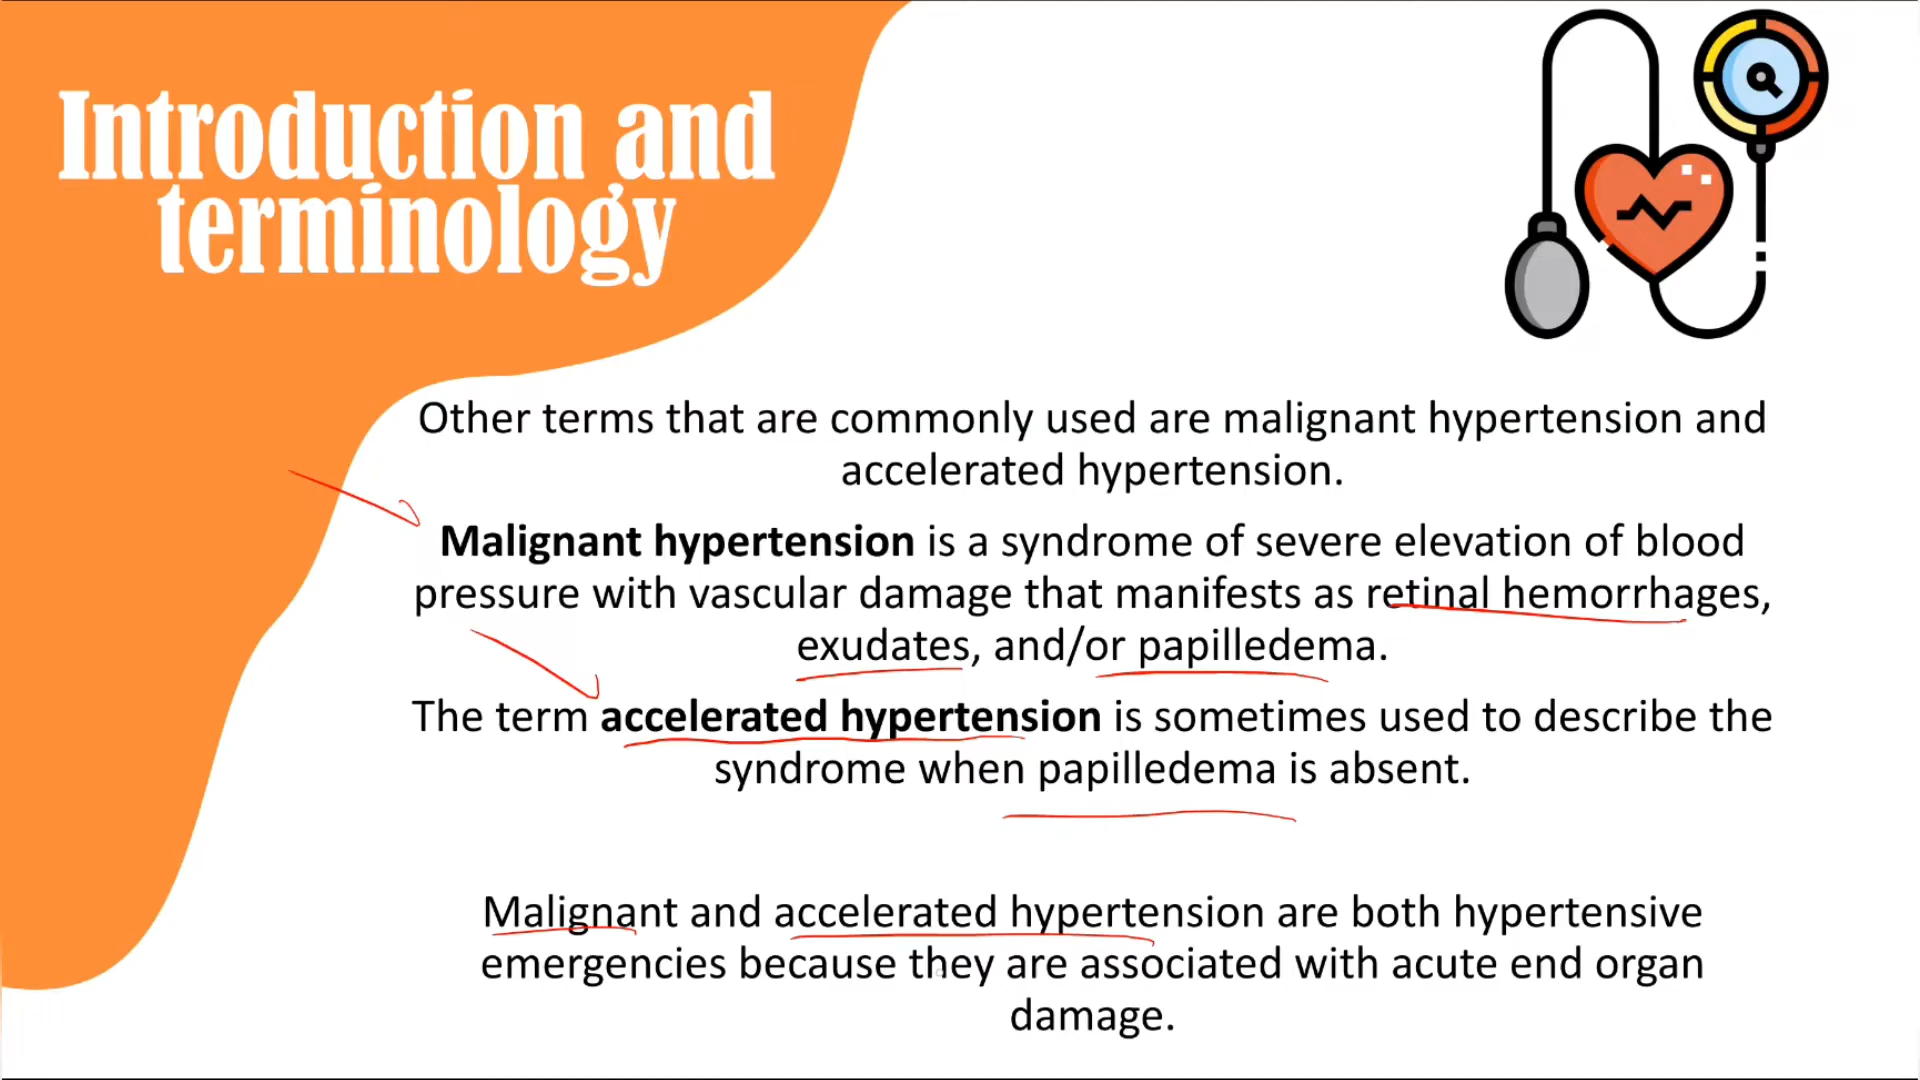 Introduction and
terminology
Other terms that are commonly used are malignant hypertension and
accelerated hypertension.
Malignant hypertension is a syndrome of severe elevation of blood
pressure with vascular damage that manifests as retinal hemorrhages,
exudates, and/or papilledema.
The term accelerated hypertension is sometimes used to describe the
syndrome when papilledema is absent.
Malignant and accelerated hypertension are both hypertensive
emergencies because they are associated with acute end organ
damage.